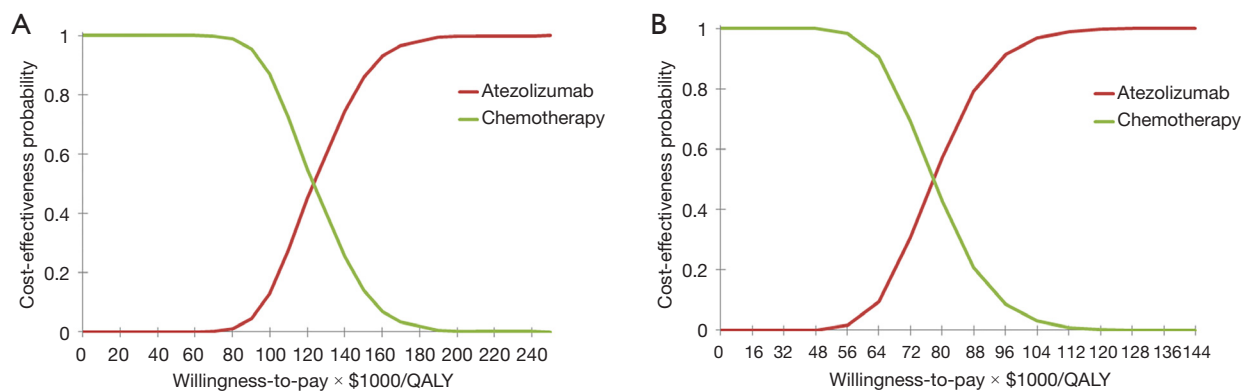 A
Cost-effectiveness probability
1
0.8
0.6
0.4
0.2
0
Atezolizumab
Chemotherapy
0 20 40 60 80 100 120 140 160 180 200 220 240
Willingness-to-pay × $1000/QALY
B
Cost-effectiveness probability
1
0.8
0.6
0.4
0.2
0
Atezolizumab
Chemotherapy
0 16 32 48 56 64 72 80 88 96 104 112 120 128 136 144
Willingness-to-pay × $1000/QALY